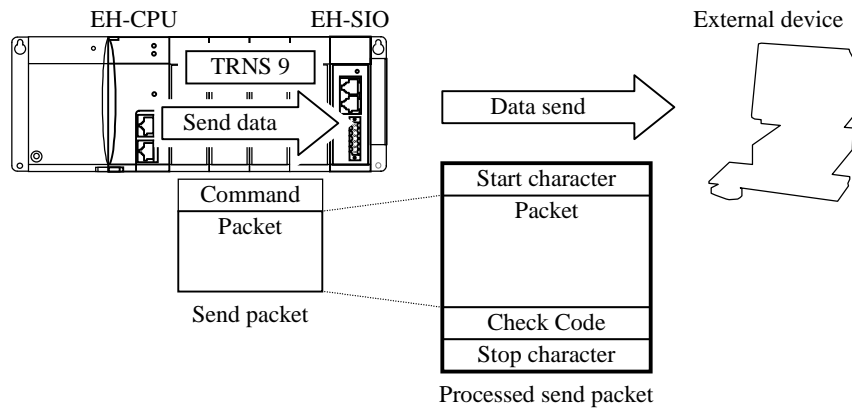 EH-CPU EH-SIO External device
TRNS 9
Send data Data send
Command Start character
Packet Packet
Send packet
Check Code
Stop character
Processed send packet